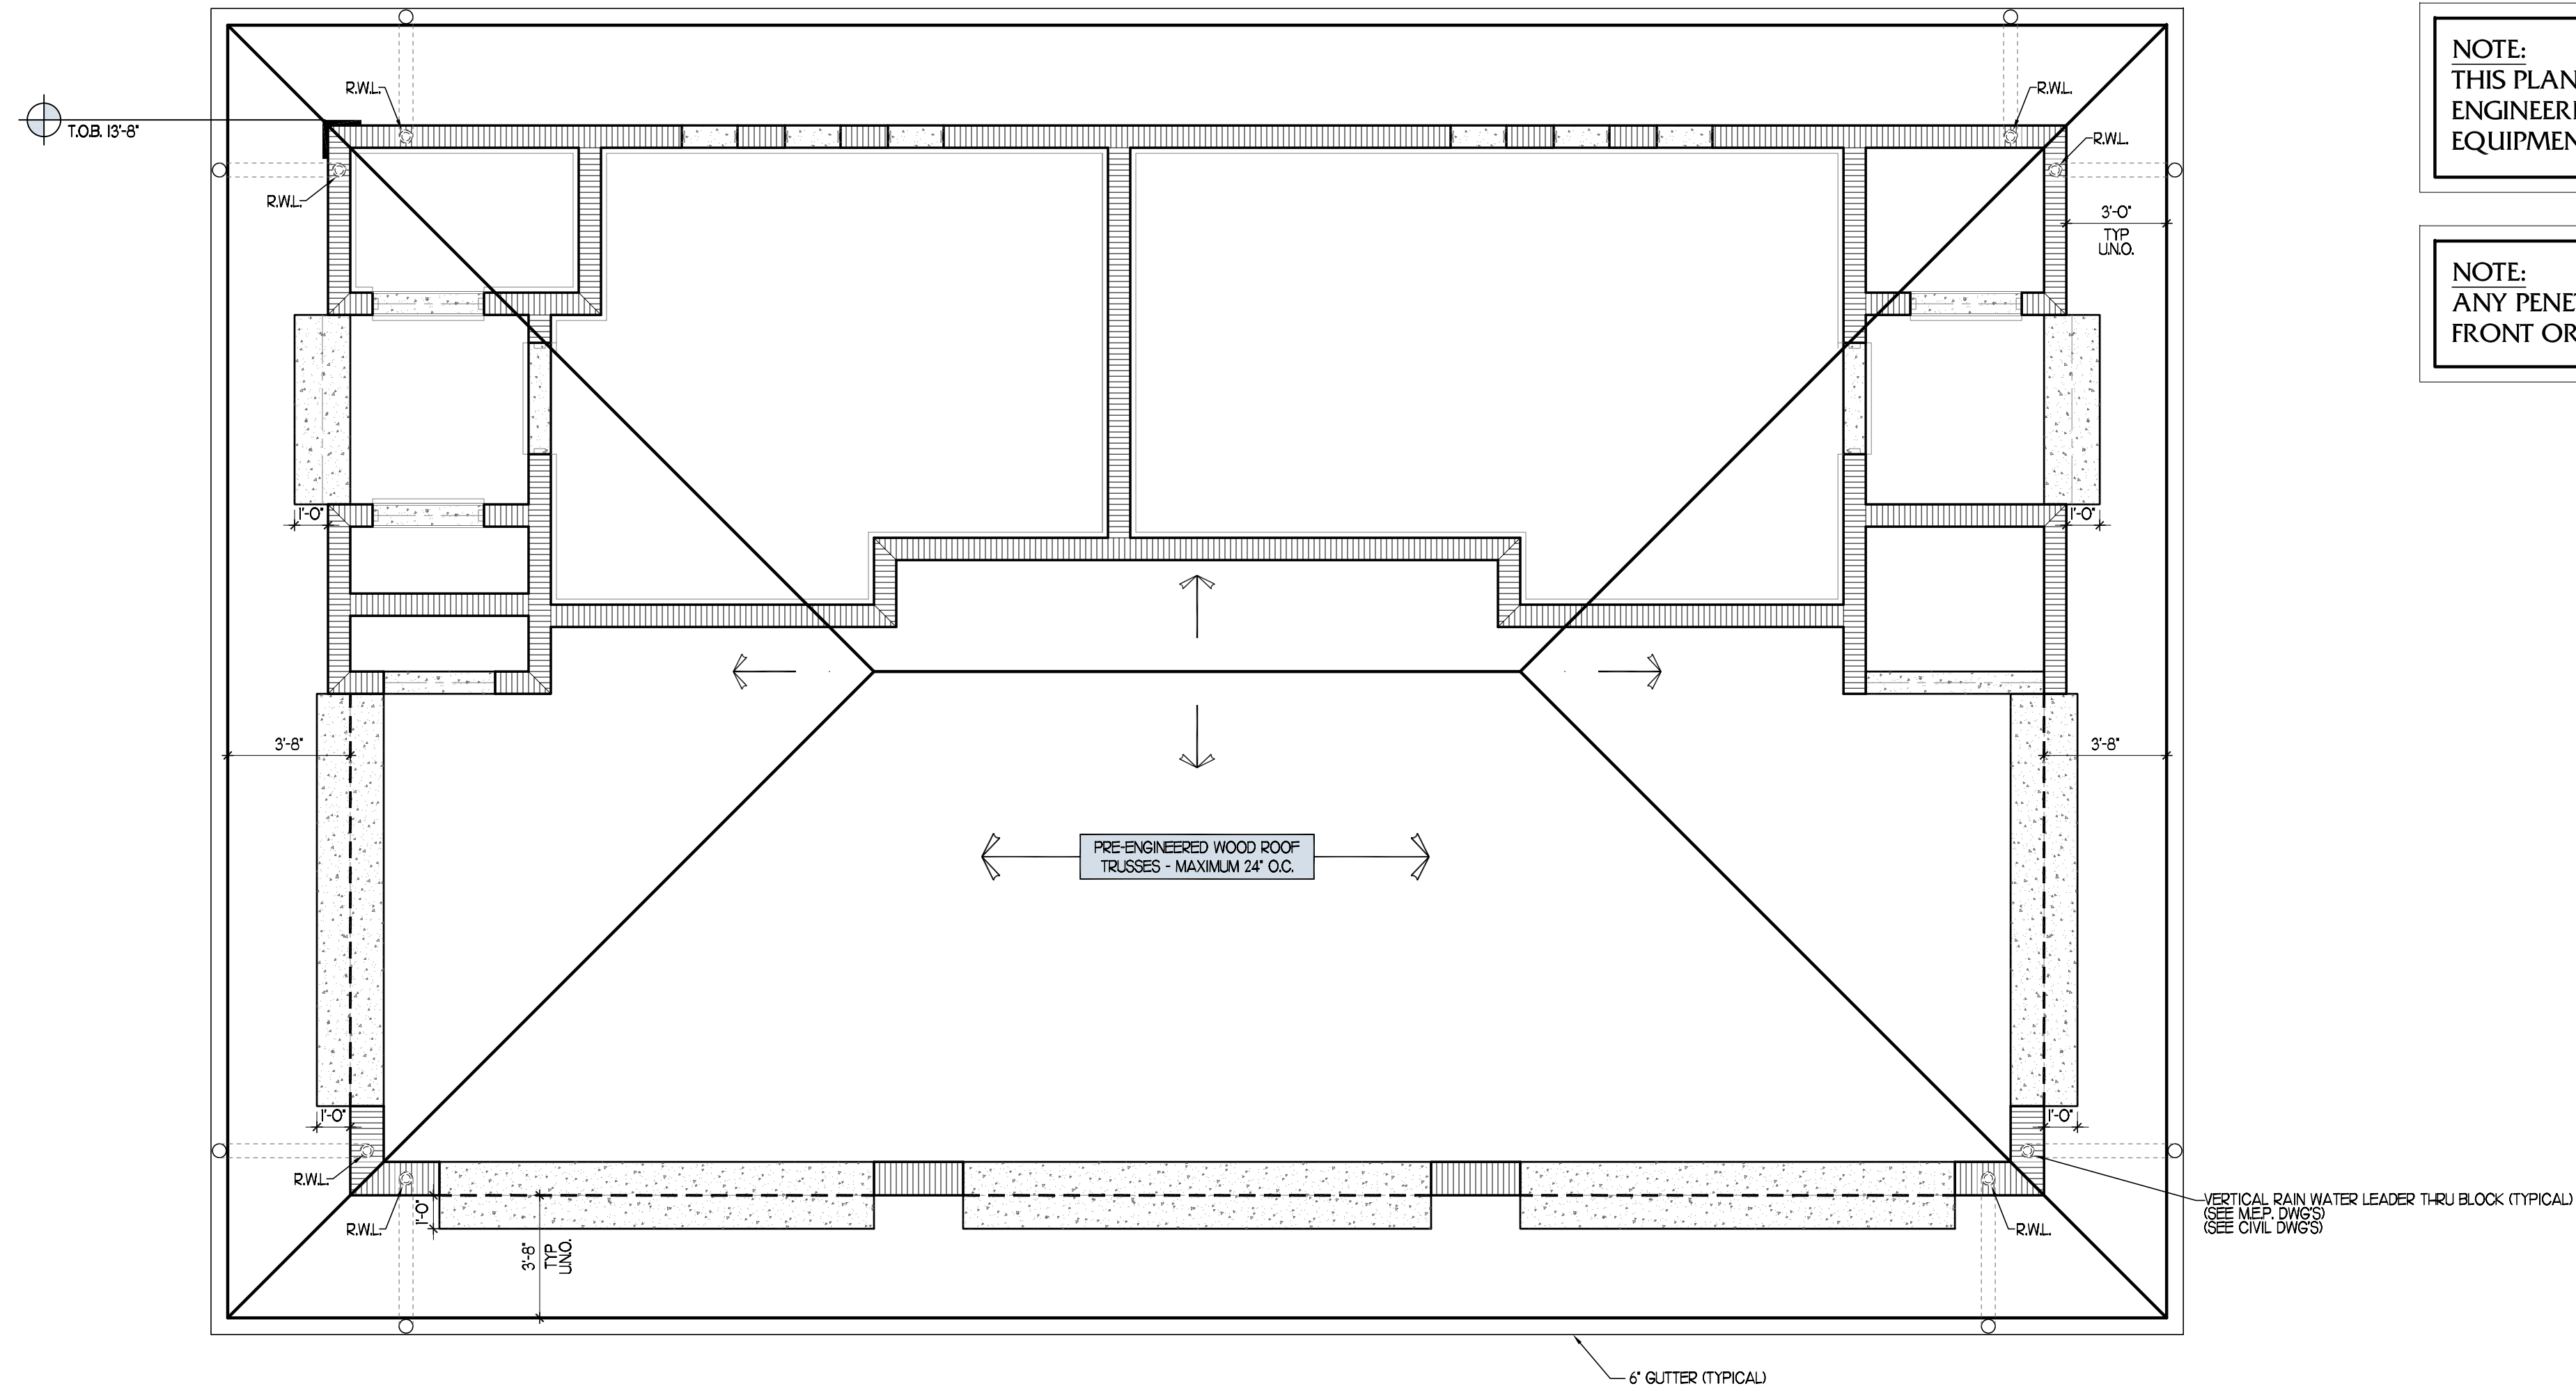 R.W.L.
R.W.L.
T.O.B. 13'-8"
R.W.L.
R.W.L.
3'-0"
TYP
U.N.O.
1'-0"
1'-0"
3'-8"
3'-8"
PRE-ENGINEERED WOOD ROOF
TRUSSES - MAXIMUM 24" O.C.
1'-0"
1'-0"
R.W.L.
R.W.L.
1'-0"
3'-8"
TYP
U.N.O.
R.W.L.
VERTICAL RAIN WATER LEADER THRU BLOCK (TYPICAL)
(SEE M.E.P. DWG'S)
(SEE CIVIL DWG'S)
6" GUTTER (TYPICAL)
NOTE:
THIS PLAN
ENGINEER
EQUIPMEN
NOTE:
ANY PENET
FRONT OR